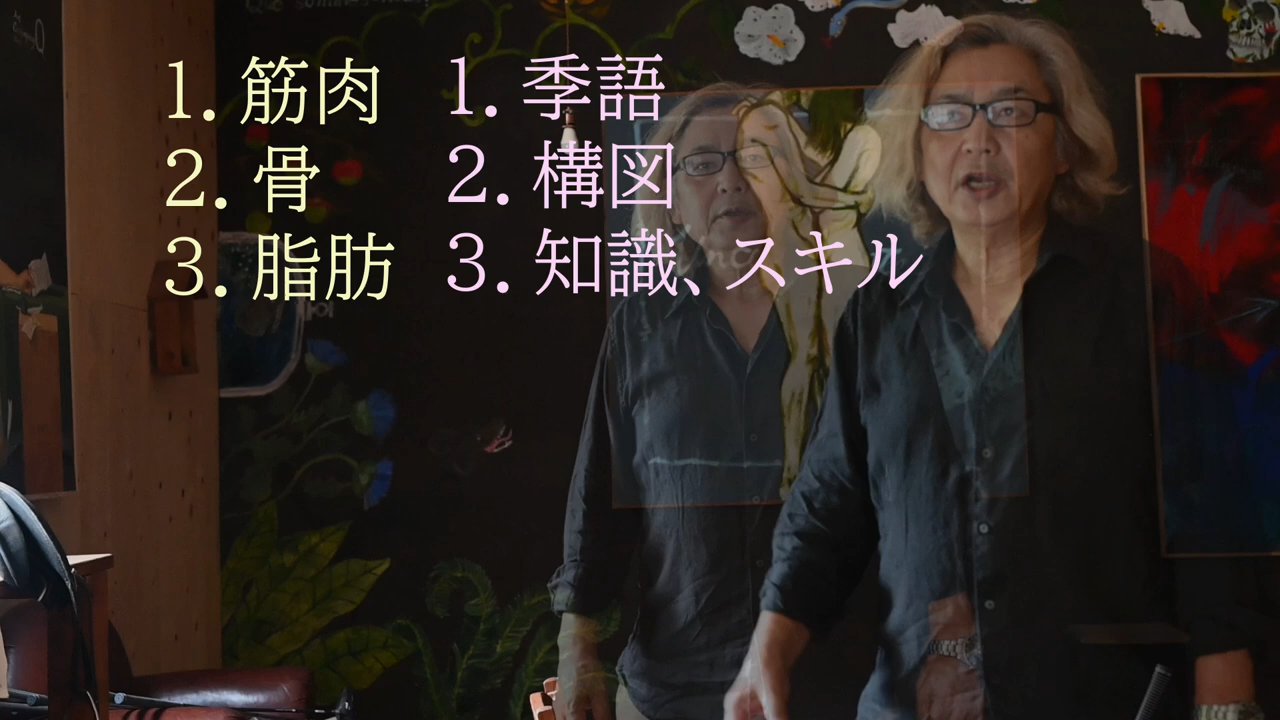 1. 筋肉
2. 骨
3. 脂肪
1. 季語
2. 構図
3. 知識、スキル